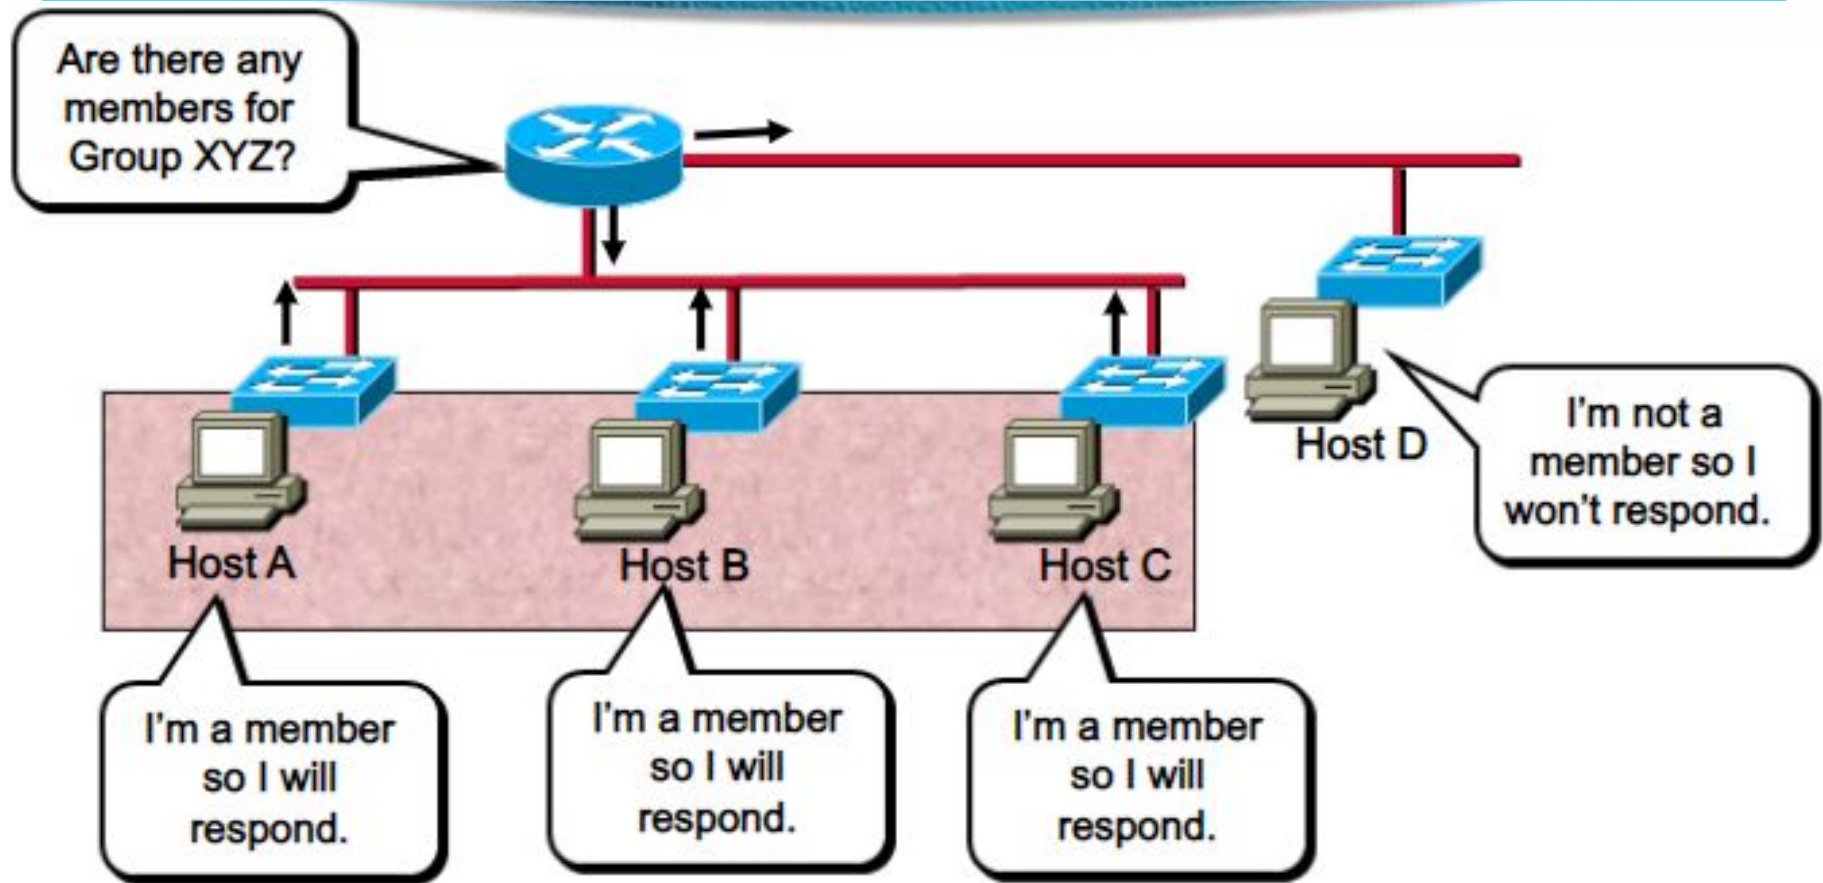 Are there any
members for
Group XYZ?
Host D
I'm not a
member so I
won't respond.
Host A
Host B
Host C
I'm a member
so I will
respond.
I'm a member
so I will
respond.
I'm a member
so I will
respond.